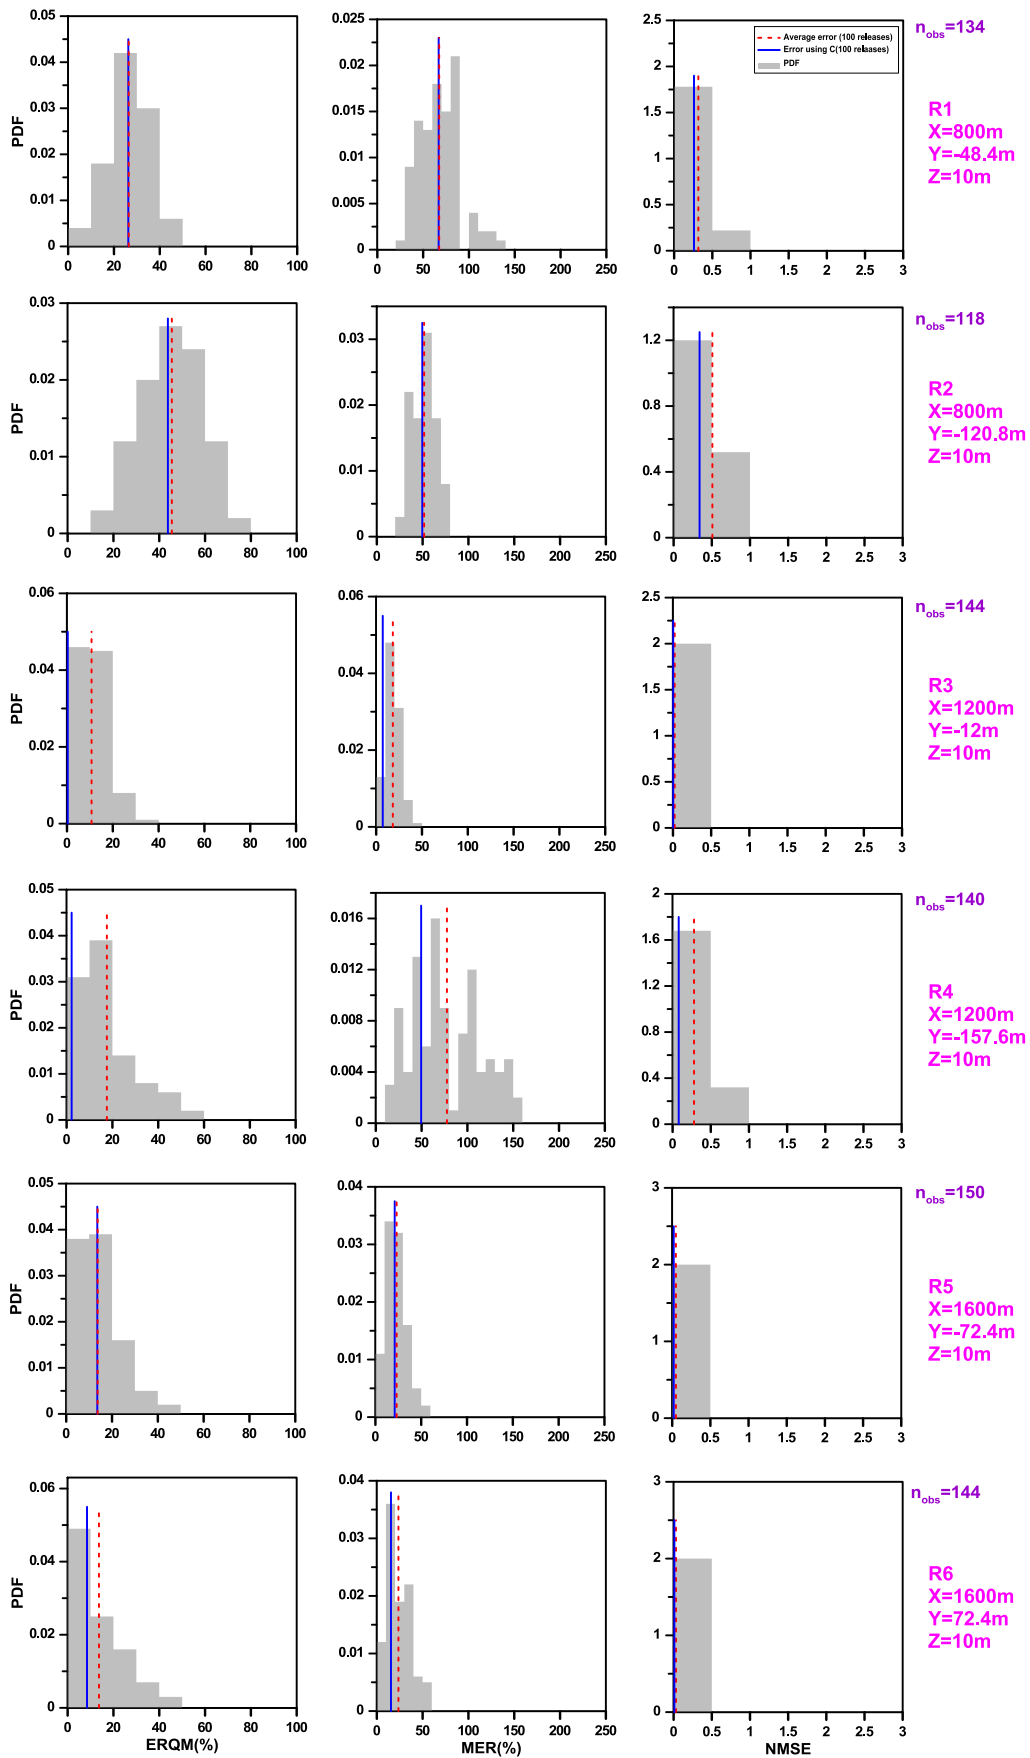 0.05
0.04
0.03
0.02
0.01
0
PDF
0 20 40 60 80 100
0.025
0.02
0.015
0.01
0.005
0
0 50 100 150 200 250
2.5
2
1.5
1
0.5
0
0 0.5 1 1.5 2 2.5 3
Average error (100 releases)
Error using C(100 releases)
PDF
n_obs=134
R1
X=800m
Y=-48.4m
Z=10m
0.03
0.02
0.01
0
PDF
0 20 40 60 80 100
0.03
0.02
0.01
0
0 50 100 150 200 250
1.2
0.8
0.4
0
0 0.5 1 1.5 2 2.5 3
n_obs=118
R2
X=800m
Y=-120.8m
Z=10m
0.06
0.04
0.02
0
PDF
0 20 40 60 80 100
0.06
0.04
0.02
0
0 50 100 150 200 250
2.5
2
1.5
1
0.5
0
0 0.5 1 1.5 2 2.5 3
n_obs=144
R3
X=1200m
Y=-12m
Z=10m
0.05
0.04
0.03
0.02
0.01
0
PDF
0 20 40 60 80 100
0.016
0.012
0.008
0.004
0
0 50 100 150 200 250
2
1.6
1.2
0.8
0.4
0
0 0.5 1 1.5 2 2.5 3
n_obs=140
R4
X=1200m
Y=-157.6m
Z=10m
0.05
0.04
0.03
0.02
0.01
0
PDF
0 20 40 60 80 100
0.04
0.03
0.02
0.01
0
0 50 100 150 200 250
3
2
1
0
0 0.5 1 1.5 2 2.5 3
n_obs=150
R5
X=1600m
Y=-72.4m
Z=10m
0.06
0.04
0.02
0
PDF
0 20 40 60 80 100
ERQM(%)
0.04
0.03
0.02
0.01
0
0 50 100 150 200 250
MER(%)
3
2
1
0
0 0.5 1 1.5 2 2.5 3
NMSE
n_obs=144
R6
X=1600m
Y=72.4m
Z=10m